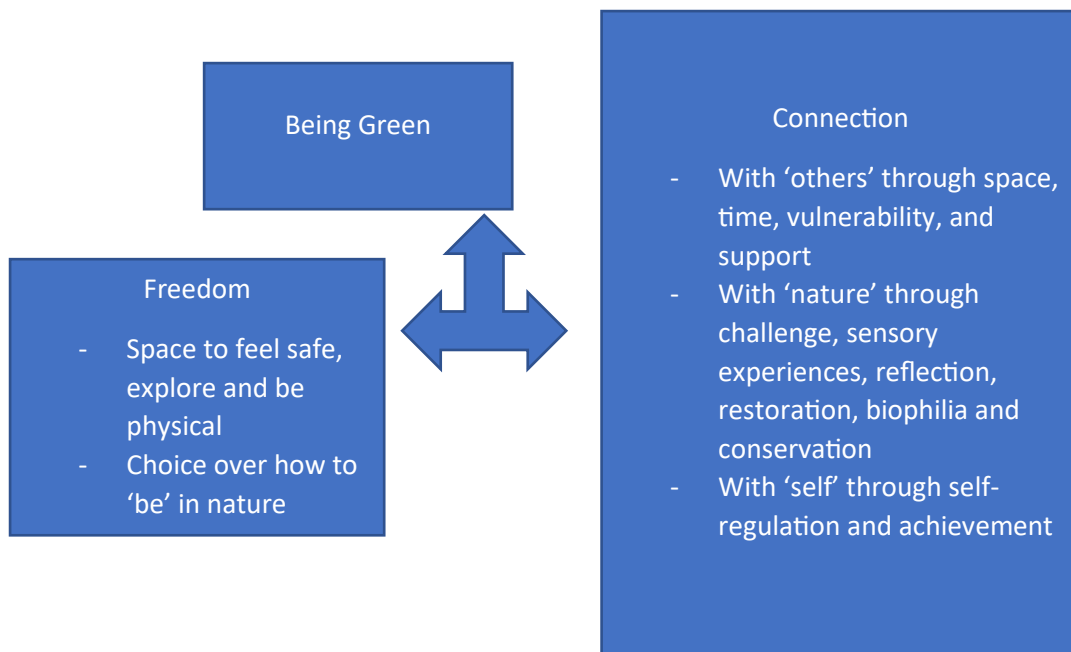 Being Green
Freedom
- Space to feel safe,
explore and be
physical
- Choice over how to
‘be’ in nature
Connection
- With ‘others’ through space,
time, vulnerability, and
support
- With ‘nature’ through
challenge, sensory
experiences, reflection,
restoration, biophilia and
conservation
- With ‘self’ through self-
regulation and achievement